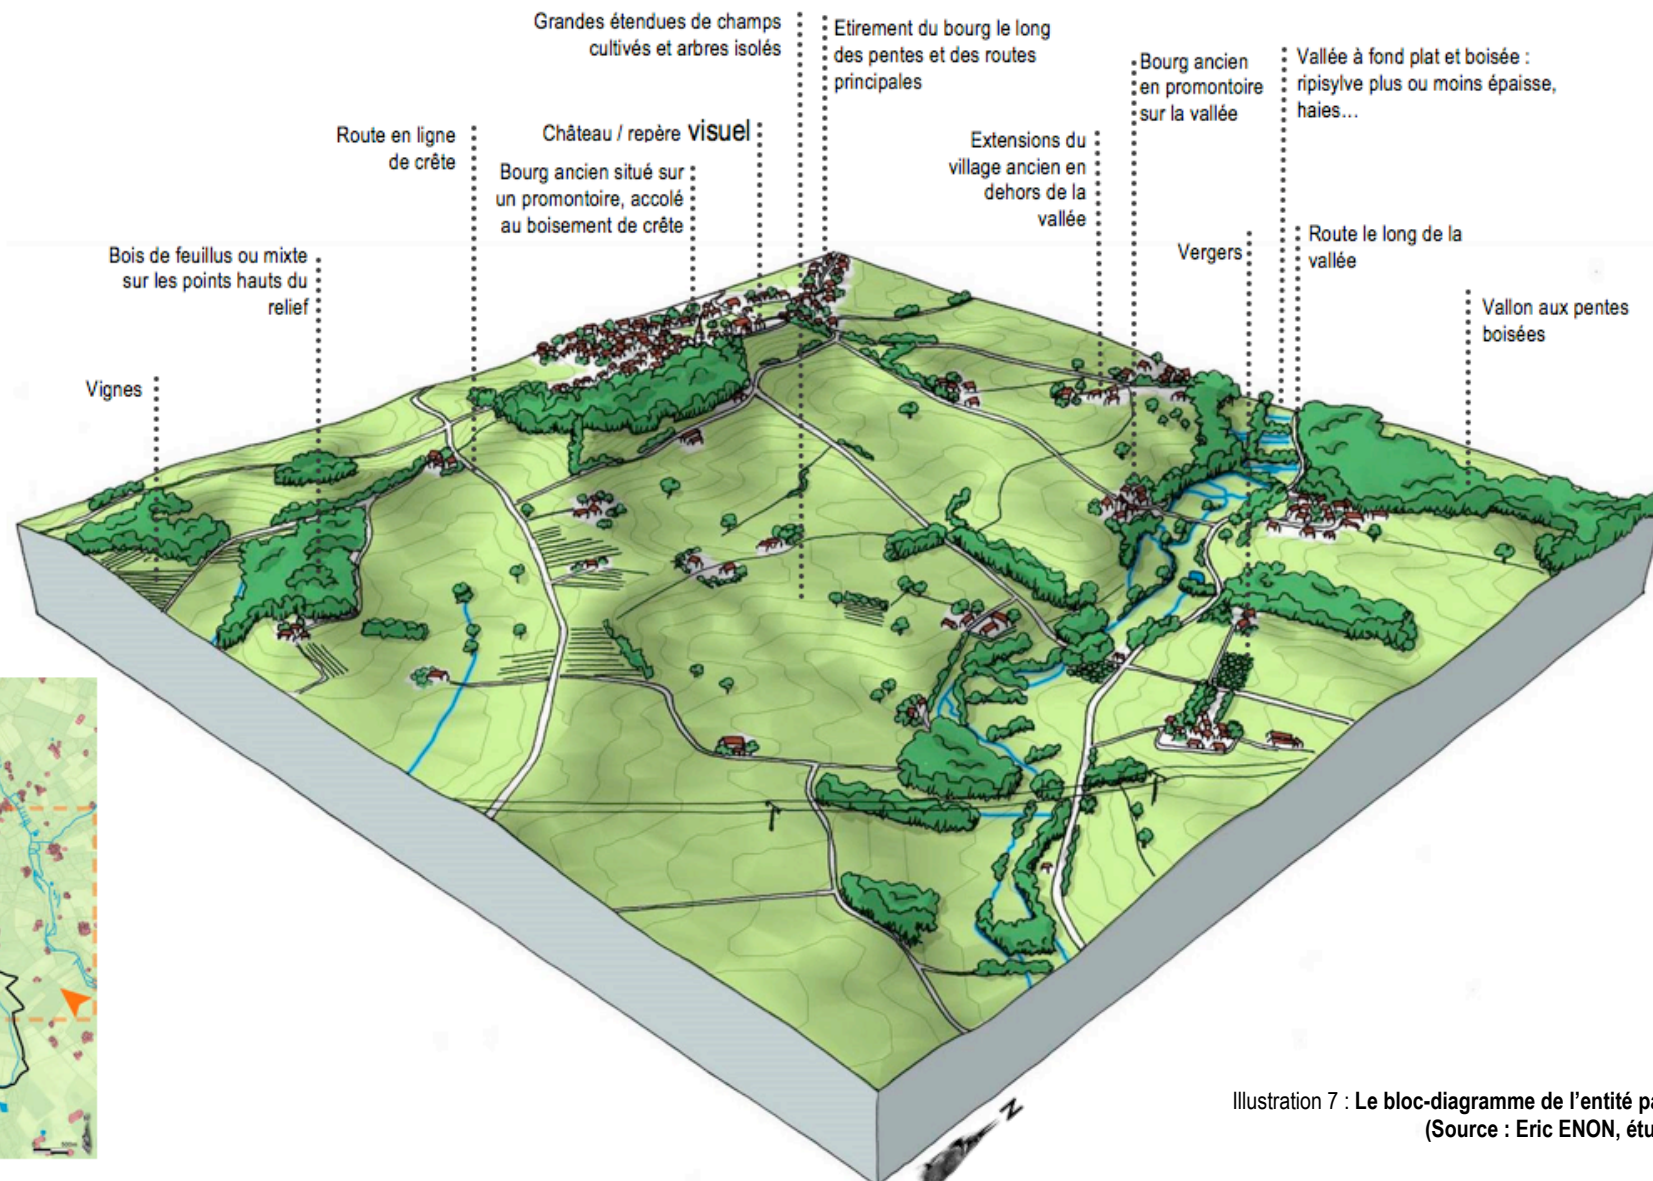 Grandes étendues de champs
cultivés et arbres isolés
Etirement du bourg le long
des pentes et des routes
principales
Bourg ancien
en promontoire
sur la vallée
Vallée à fond plat et boisée :
ripisylve plus ou moins épaisse,
haies...
Route en ligne
de crête
Château / repère visuel
Extensions du
village ancien en
dehors de la
vallée
Bourg ancien situé sur
un promontoire, accolé
au boisement de crête
Bois de feuillus ou mixte
sur les points hauts du
relief
Vergers
Route le long de la
vallée
Vallon aux pentes
boisées
Vignes
N
Illustration 7 : Le bloc-diagramme de l'entité pa
(Source : Eric ENON, étu